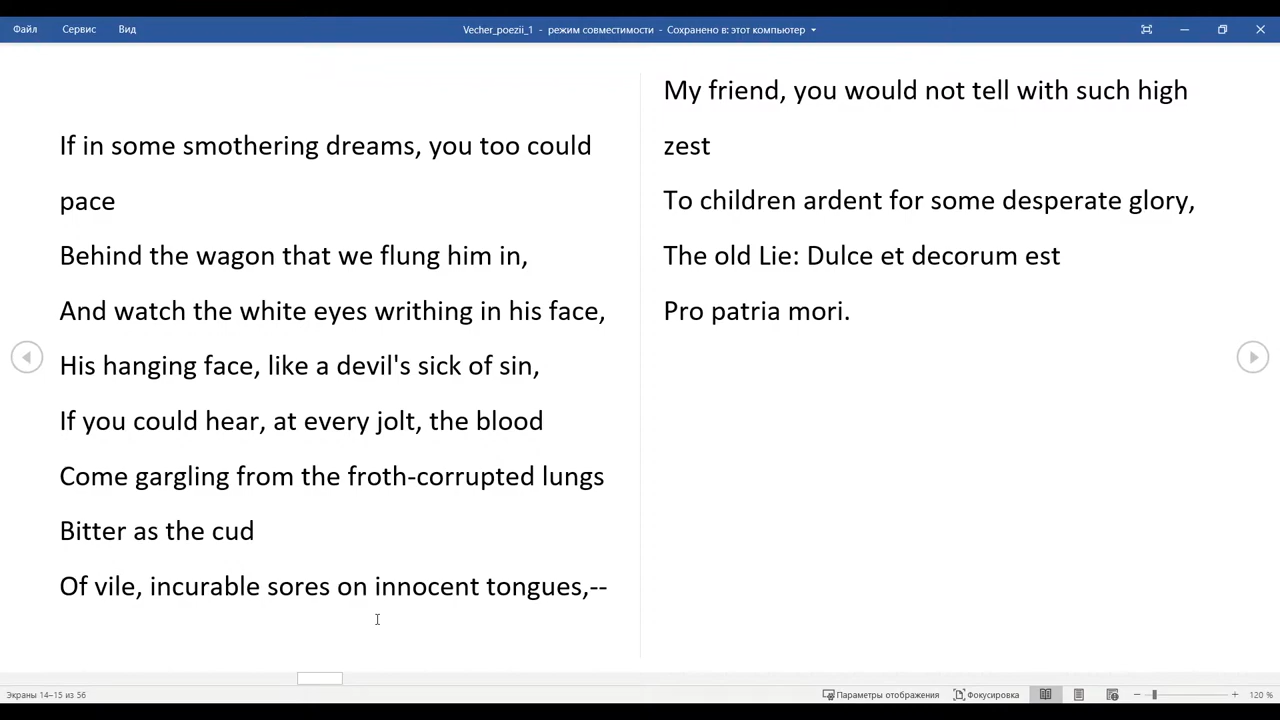 Файл Сервис Вид Vecher_poezii_1 - режим совместимости - Сохранено в: этот компьютер
If in some smothering dreams, you too could
pace
Behind the wagon that we flung him in,
And watch the white eyes writhing in his face,
His hanging face, like a devil's sick of sin,
If you could hear, at every jolt, the blood
Come gargling from the froth-corrupted lungs
Bitter as the cud
Of vile, incurable sores on innocent tongues,--
My friend, you would not tell with such high
zest
To children ardent for some desperate glory,
The old Lie: Dulce et decorum est
Pro patria mori.
Экраны 14–15 из 56 Параметры отображения Фокусировка 120 %